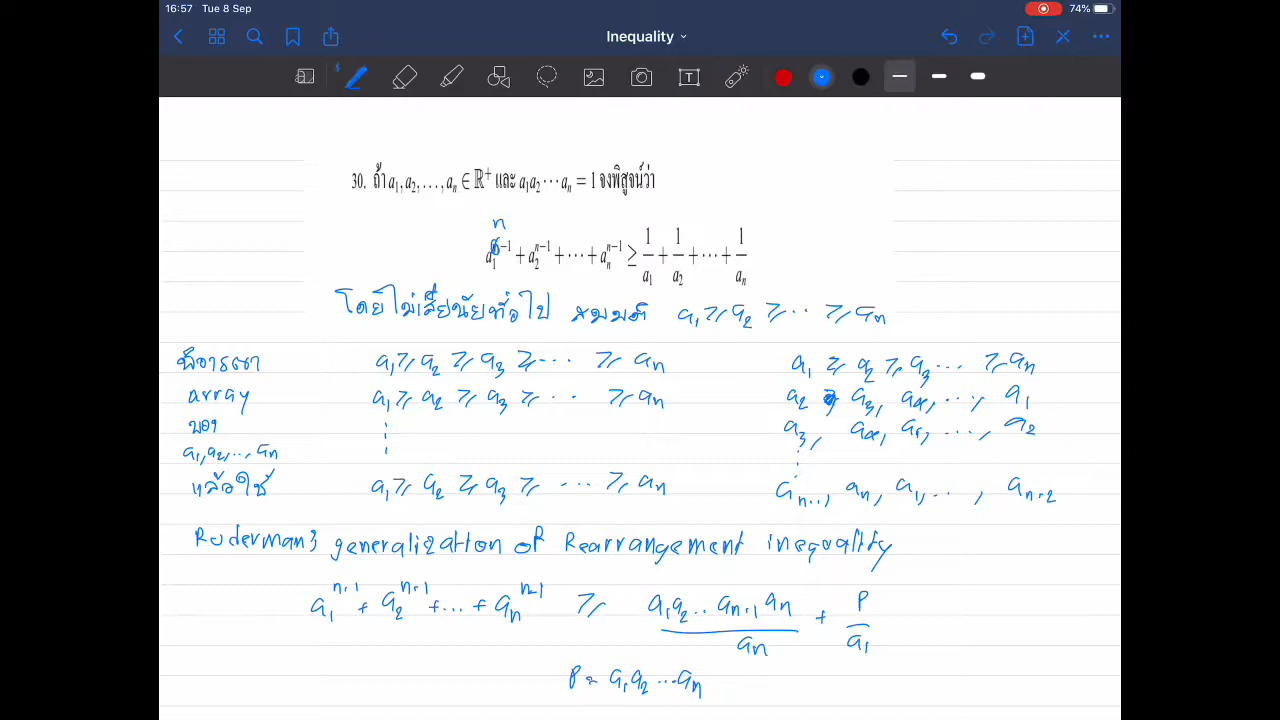 16:57 Tue 8 Sep 74%
Inequality
30. ถ้า a₁, a₂, …, aₙ ∈ ℝ⁺ และ a₁a₂⋯aₙ = 1 จงพิสูจน์ว่า
n
a₁ⁿ⁻¹ + a₂ⁿ⁻¹ + ⋯ + aₙⁿ⁻¹ ≥ 1/a₁ + 1/a₂ + ⋯ + 1/aₙ
โดยไม่เสียนัยทั่วไป สมมติ a₁ ≥ a₂ ≥ ⋯ ≥ aₙ
พิจารณา a₁ ≥ a₂ ≥ a₃ ≥ ⋯ ≥ aₙ a₁ ≥ a₂ ≥ a₃ ⋯ ≥ aₙ
array a₁ ≥ a₂ ≥ a₃ ≥ ⋯ ≥ aₙ a₂ a₃, a₄, ⋯, a₁
ของ ⋮ a₃, a₄, a₅, ⋯, a₂
a₁, a₂, ⋯, aₙ ⋮
แล้วใช้ a₁ ≥ a₂ ≥ a₃ ≥ ⋯ ≥ aₙ aₙ₋₁, aₙ, a₁, ⋯, aₙ₋₂
Ruderman's generalization of Rearrangement inequality
a₁ⁿ⁻¹ + a₂ⁿ⁻¹ + ⋯ + aₙⁿ⁻¹ ≥ a₁a₂⋯aₙ₋₁aₙ/aₙ + P/a₁
P = a₁a₂⋯aₙ